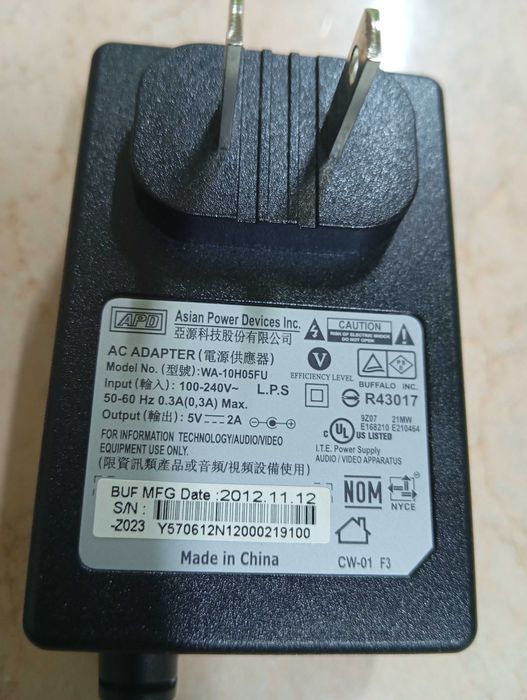 APD Asian Power Devices Inc.
亞源科技股份有限公司
AC ADAPTER (電源供應器)
Model No. (型號):WA-10H05FU
Input (輸入): 100-240V~
50-60 Hz 0.3A(0,3A) Max.
Output (輸出): 5V⎓2A
L.P.S
FOR INFORMATION TECHNOLOGY/AUDIO/VIDEO
EQUIPMENT USE ONLY.
(限資訊類產品或音頻/視頻設備使用)
CAUTION
RISK OF ELECTRIC SHOCK
DO NOT OPEN
V
EFFICIENCY LEVEL
BUFFALO INC.
R43017
9Z07 21MW
E168210 E210464
c UL US LISTED
I.T.E. Power Supply
AUDIO / VIDEO APPARATUS
BUF MFG Date :2012.11.12
S/N :
-Z023 Y570612N12000219100
NOM
NYCE
Made in China
CW-01 F3